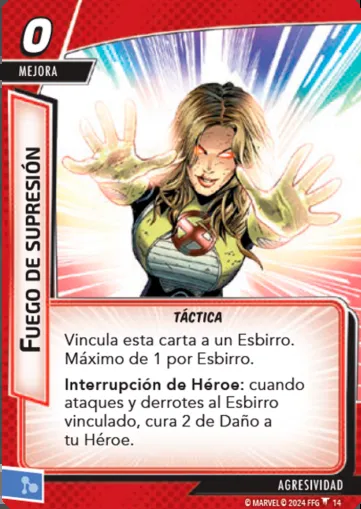 0
MEJORA
FUEGO DE SUPRESIÓN
TÁCTICA
Vincula esta carta a un Esbirro.
Máximo de 1 por Esbirro.
Interrupción de Héroe: cuando
ataques y derrotes al Esbirro
vinculado, cura 2 de Daño a
tu Héroe.
AGRESIVIDAD
© MARVEL © 2024 FFG 14